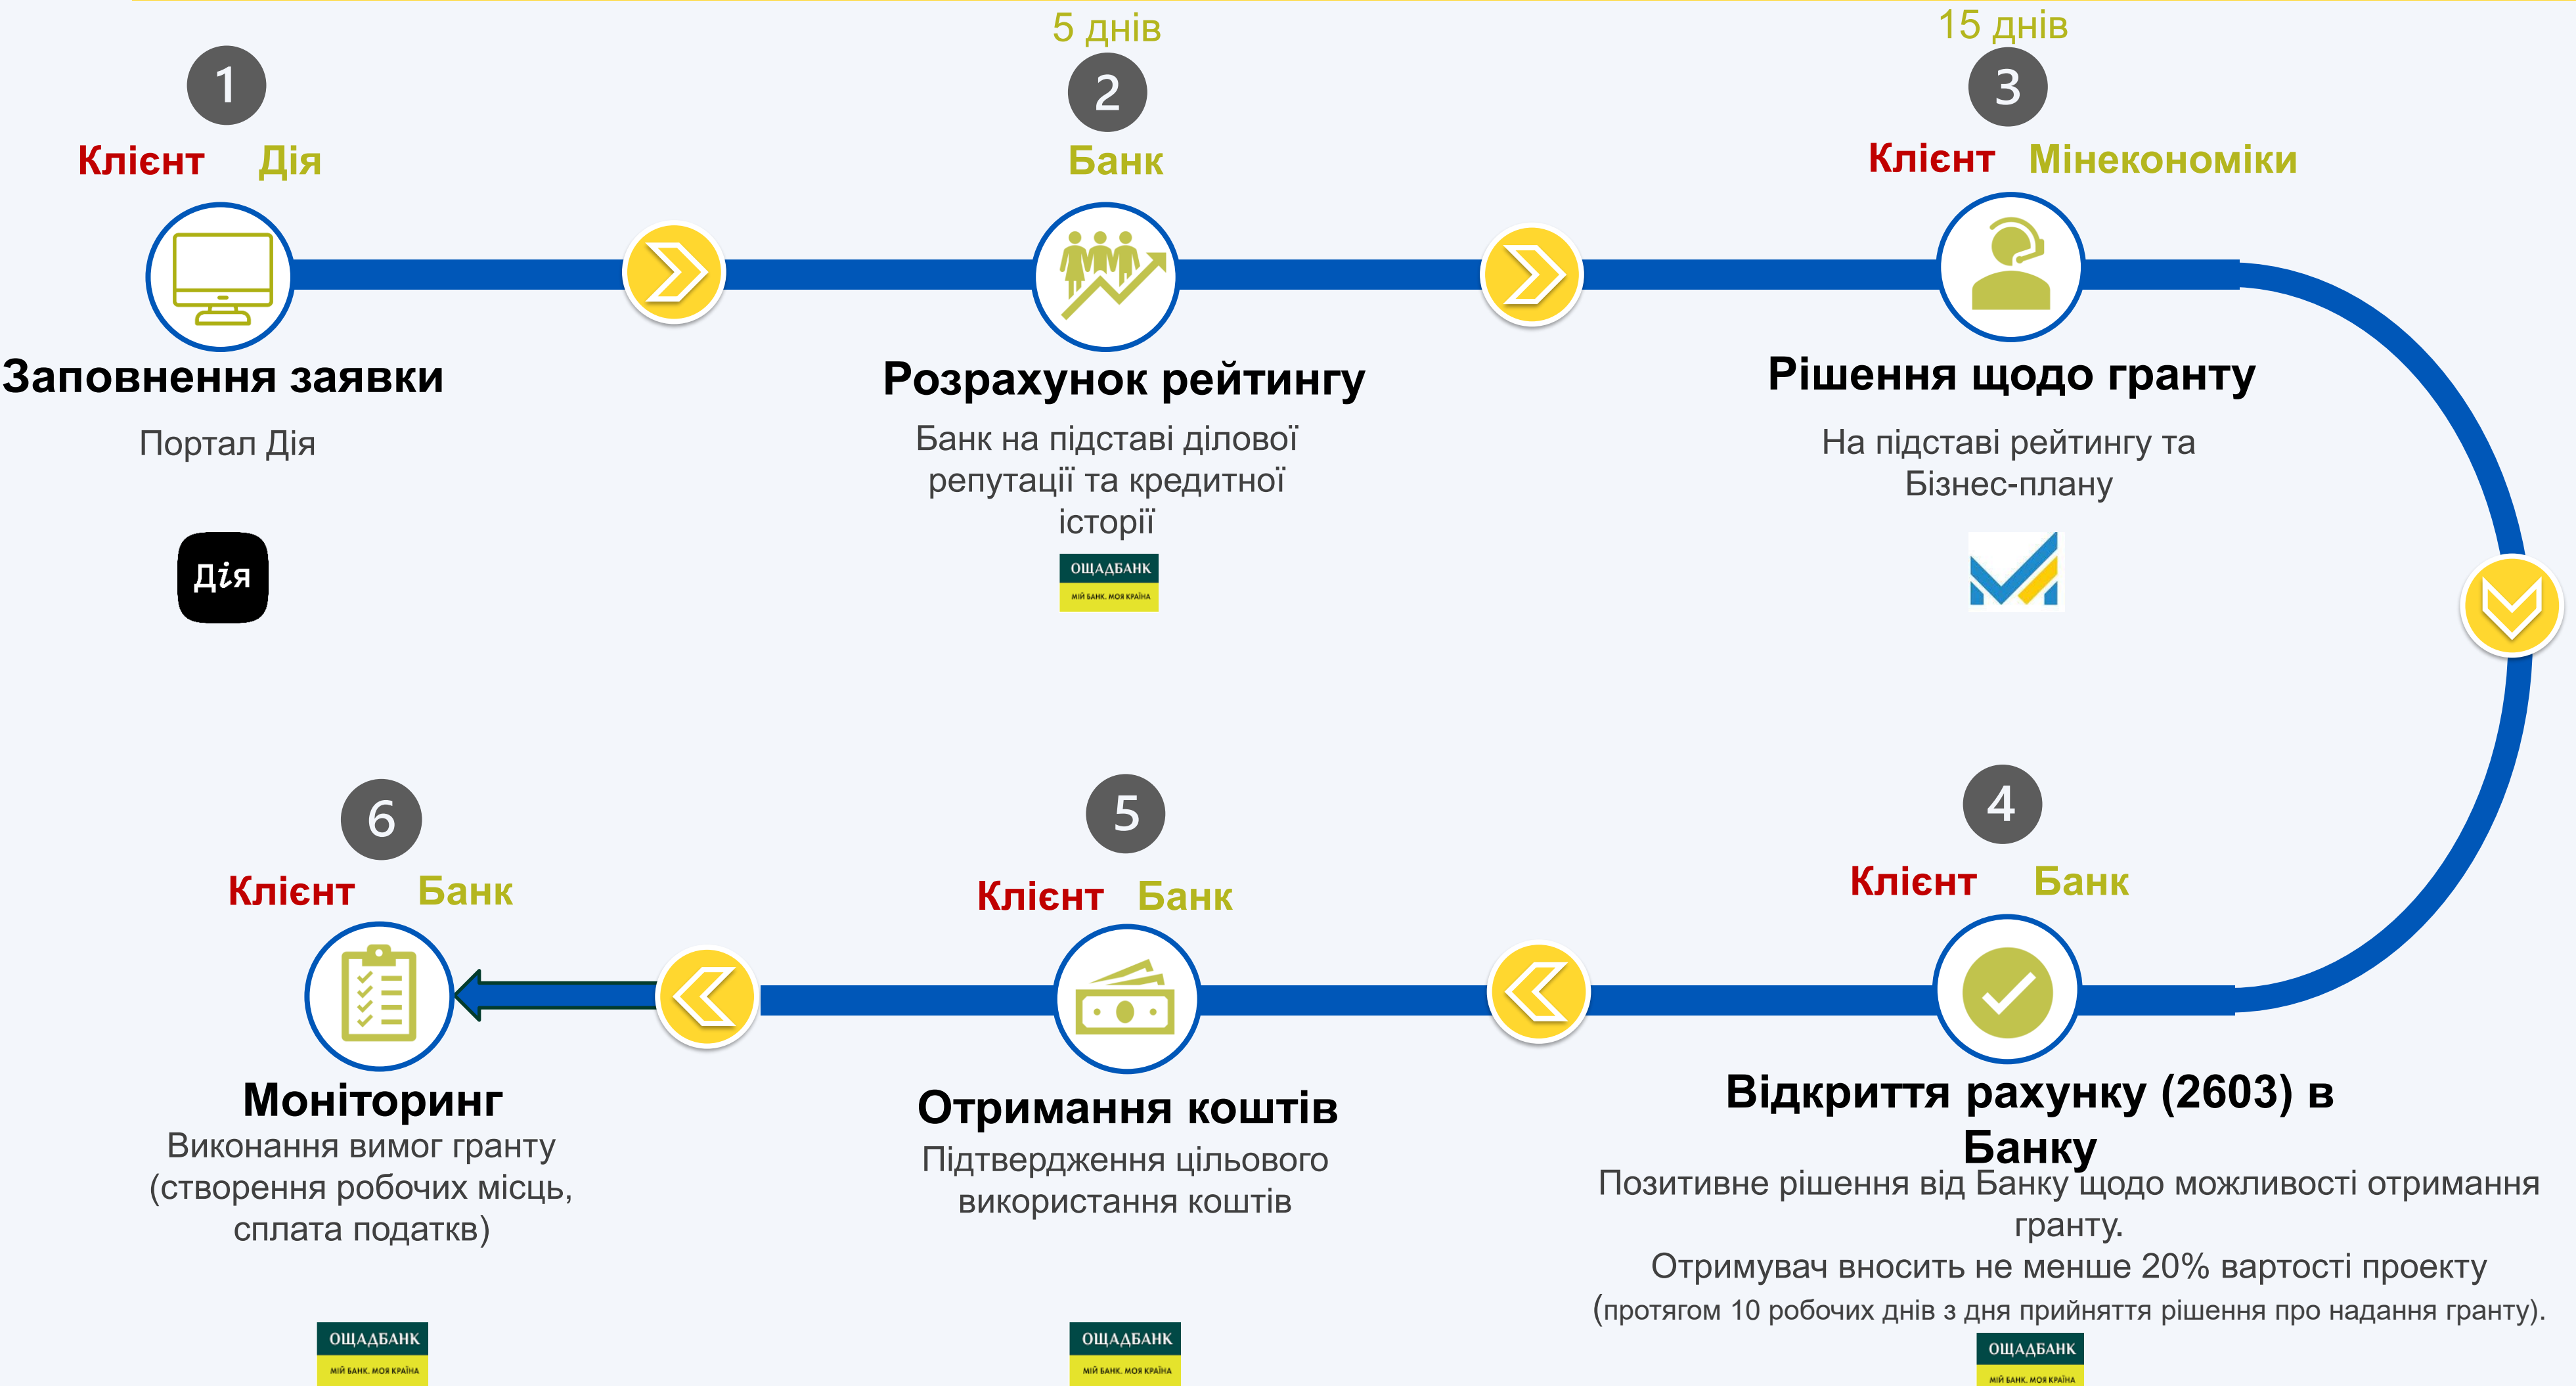 1
Клієнт Дія
Заповнення заявки
Портал Дія
Дія
5 днів
2
Банк
Розрахунок рейтингу
Банк на підставі ділової
репутації та кредитної
історії
ОЩАДБАНК
МІЙ БАНК. МОЯ КРАЇНА
15 днів
3
Клієнт Мінекономіки
Рішення щодо гранту
На підставі рейтингу та
Бізнес-плану
4
Клієнт Банк
Відкриття рахунку (2603) в
Банку
Позитивне рішення від Банку щодо можливості отримання
гранту.
Отримувач вносить не менше 20% вартості проекту
(протягом 10 робочих днів з дня прийняття рішення про надання гранту).
ОЩАДБАНК
МІЙ БАНК. МОЯ КРАЇНА
5
Клієнт Банк
Отримання коштів
Підтвердження цільового
використання коштів
ОЩАДБАНК
МІЙ БАНК. МОЯ КРАЇНА
6
Клієнт Банк
Моніторинг
Виконання вимог гранту
(створення робочих місць,
сплата податкв)
ОЩАДБАНК
МІЙ БАНК. МОЯ КРАЇНА